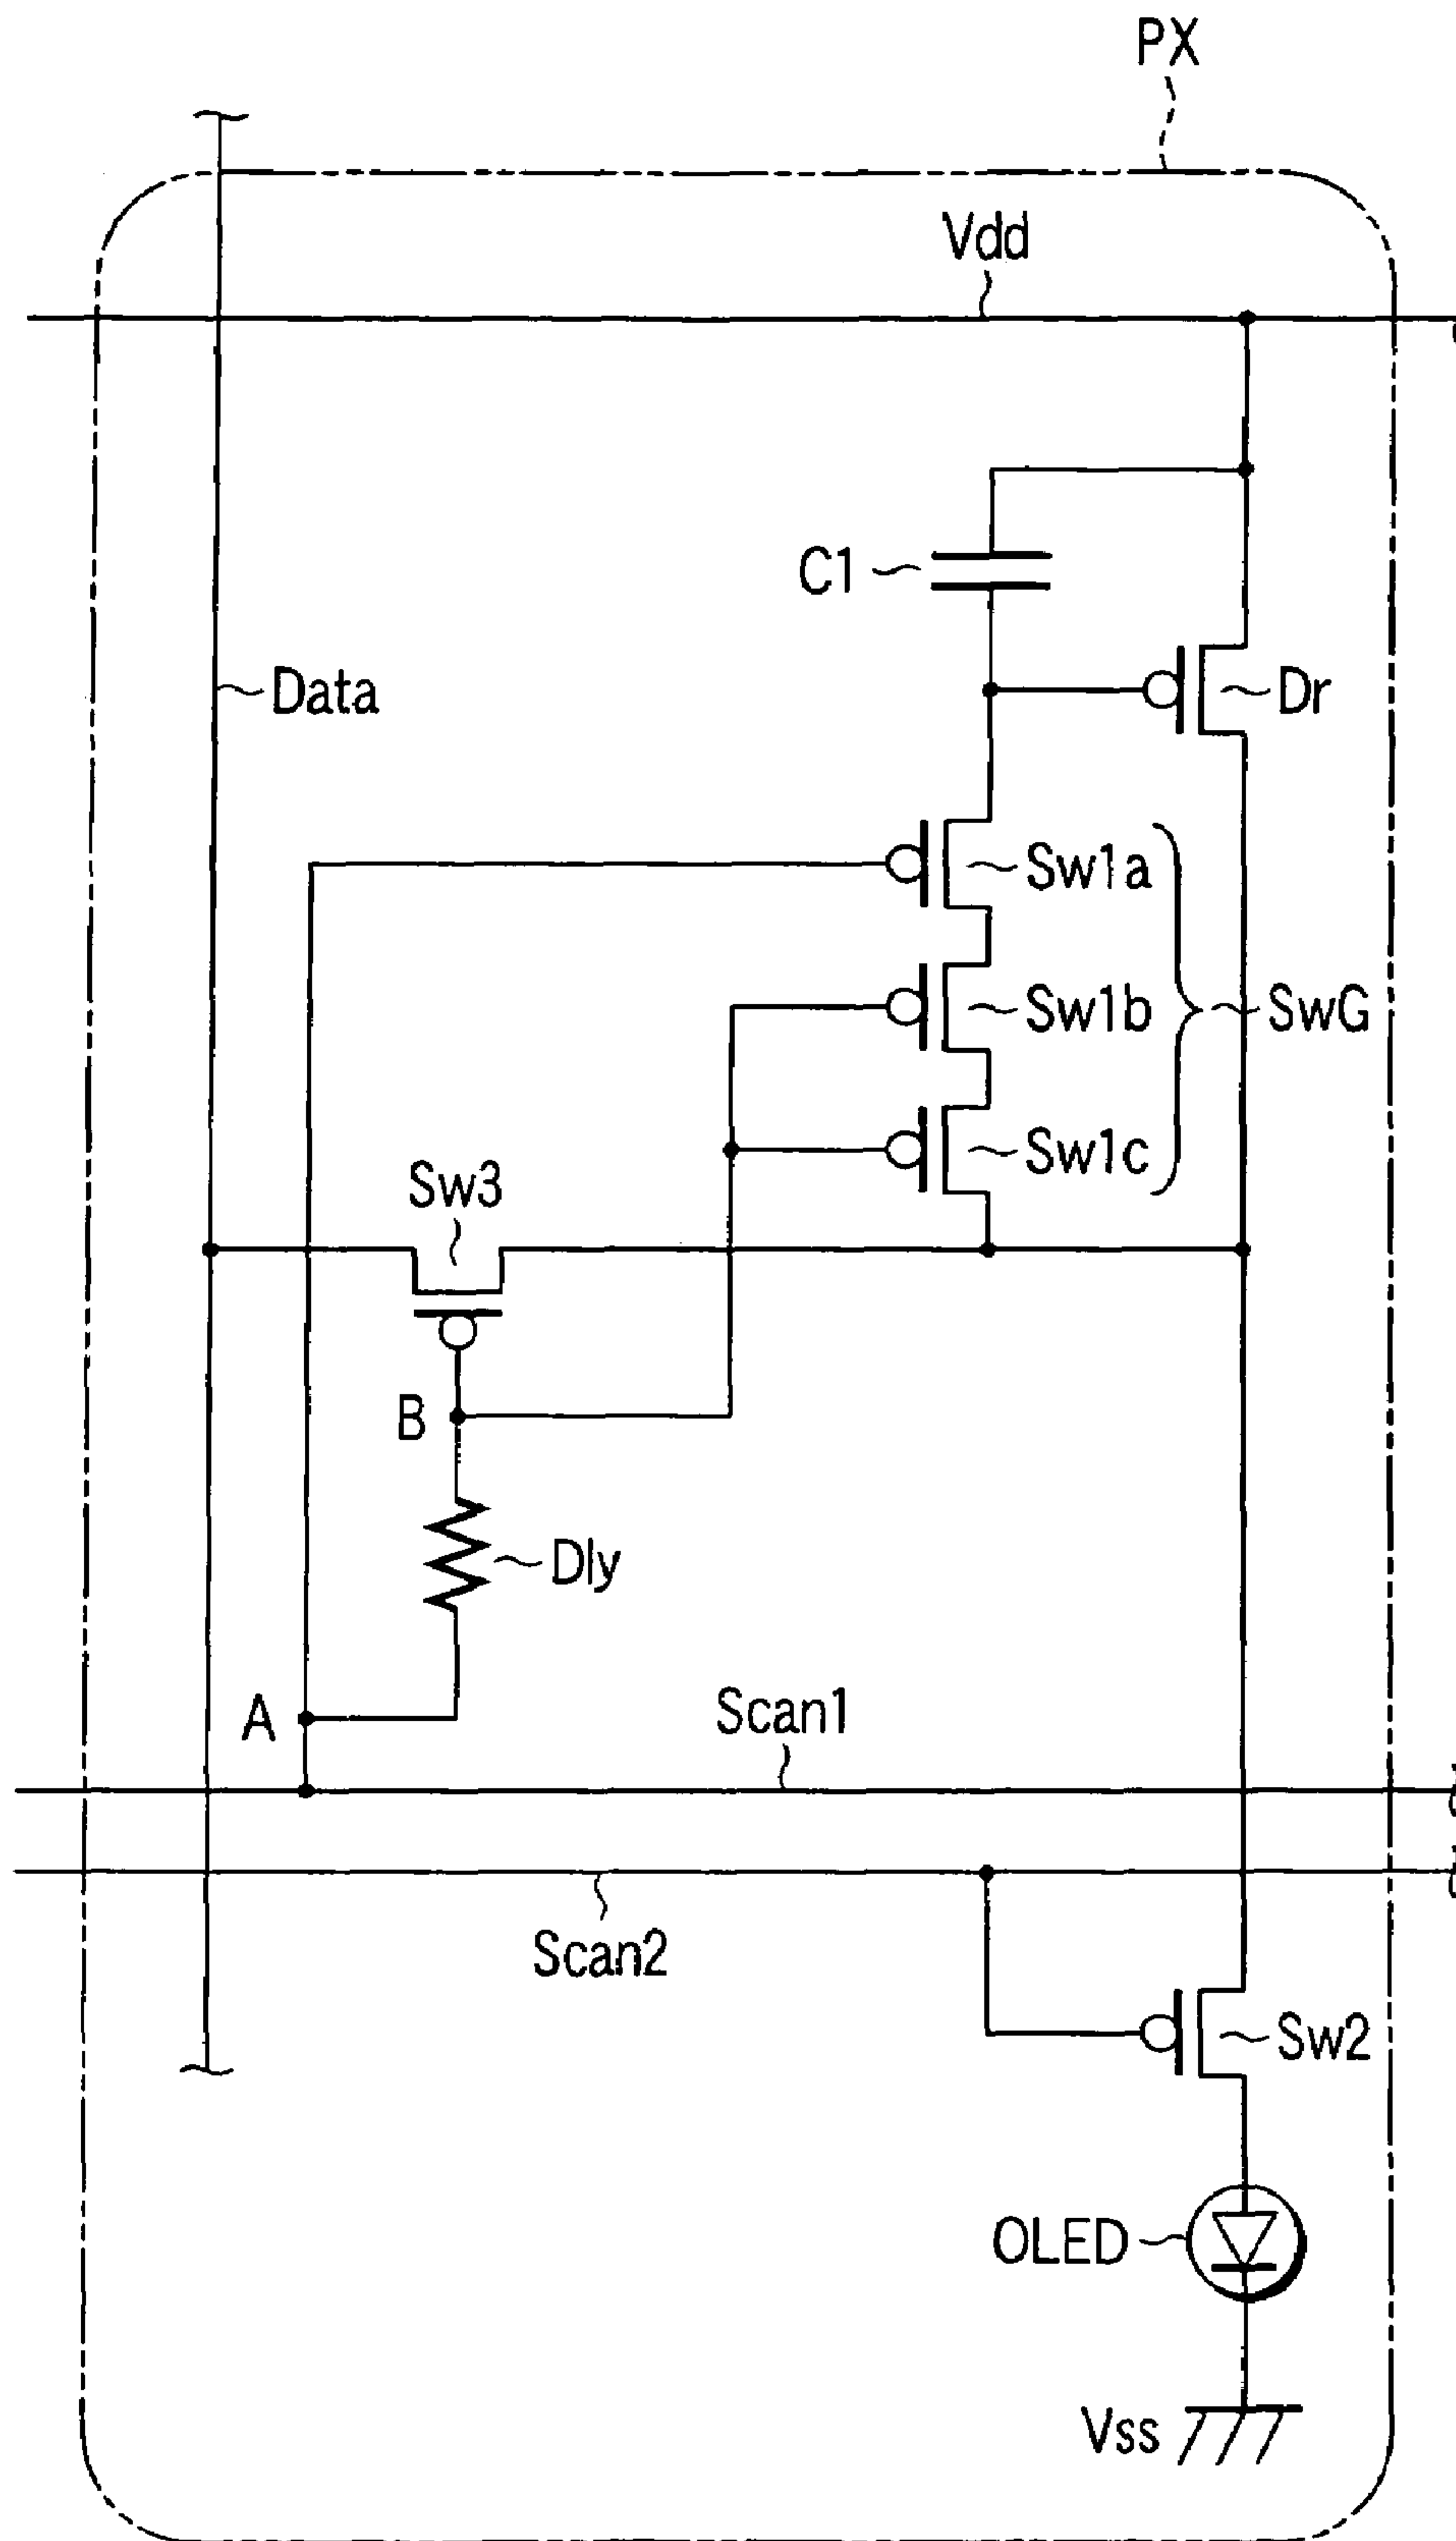 PX
Vdd
C1
Data
Dr
Sw1a
Sw1b
SwG
Sw1c
Sw3
B
Dly
A
Scan1
Scan2
Sw2
OLED
Vss